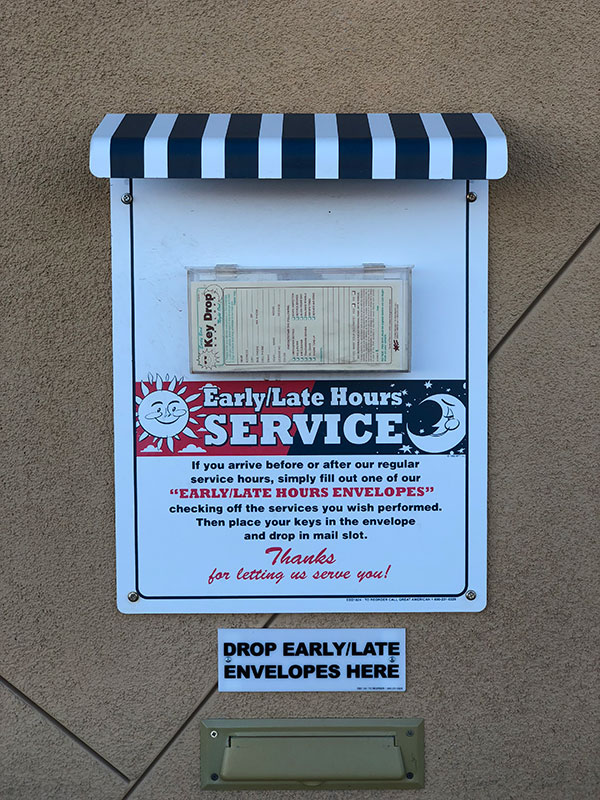 Key Drop
Early/Late Hours
SERVICE
If you arrive before or after our regular
service hours, simply fill out one of our
“EARLY/LATE HOURS ENVELOPES”
checking off the services you wish performed.
Then place your keys in the envelope
and drop in mail slot.
Thanks
for letting us serve you!
DROP EARLY/LATE
ENVELOPES HERE